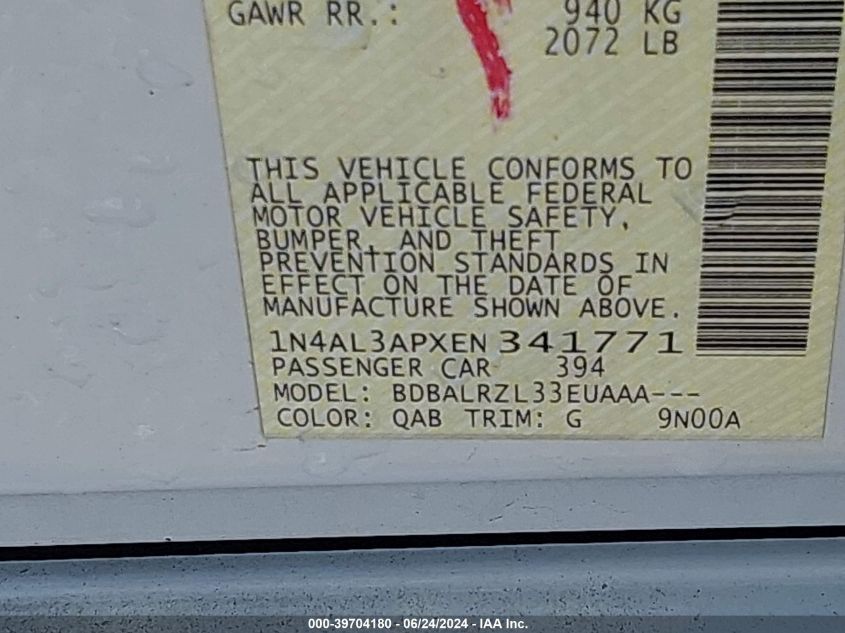 GAWR RR.: 940 KG
2072 LB
THIS VEHICLE CONFORMS TO
ALL APPLICABLE FEDERAL
MOTOR VEHICLE SAFETY,
BUMPER, AND THEFT
PREVENTION STANDARDS IN
EFFECT ON THE DATE OF
MANUFACTURE SHOWN ABOVE.
1N4AL3APXEN 341771
PASSENGER CAR 394
MODEL: BDBALRZL33EUAAA---
COLOR: QAB TRIM: G 9N00A
000-39704180 - 06/24/2024 - IAA Inc.